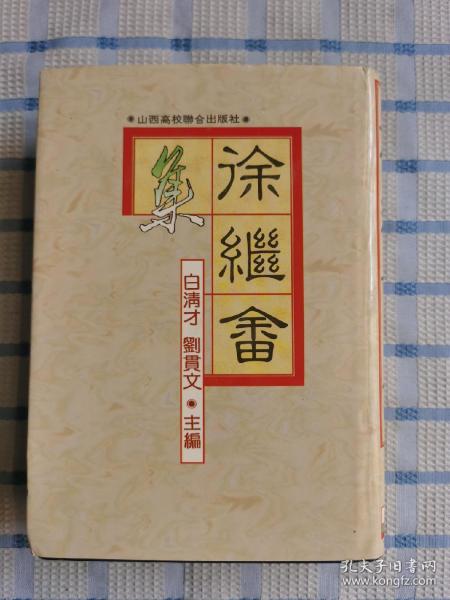 山西高校聯合出版社
徐繼畬
集
白清才 劉貫文 主編
孔夫子旧书网
www.kongfz.com